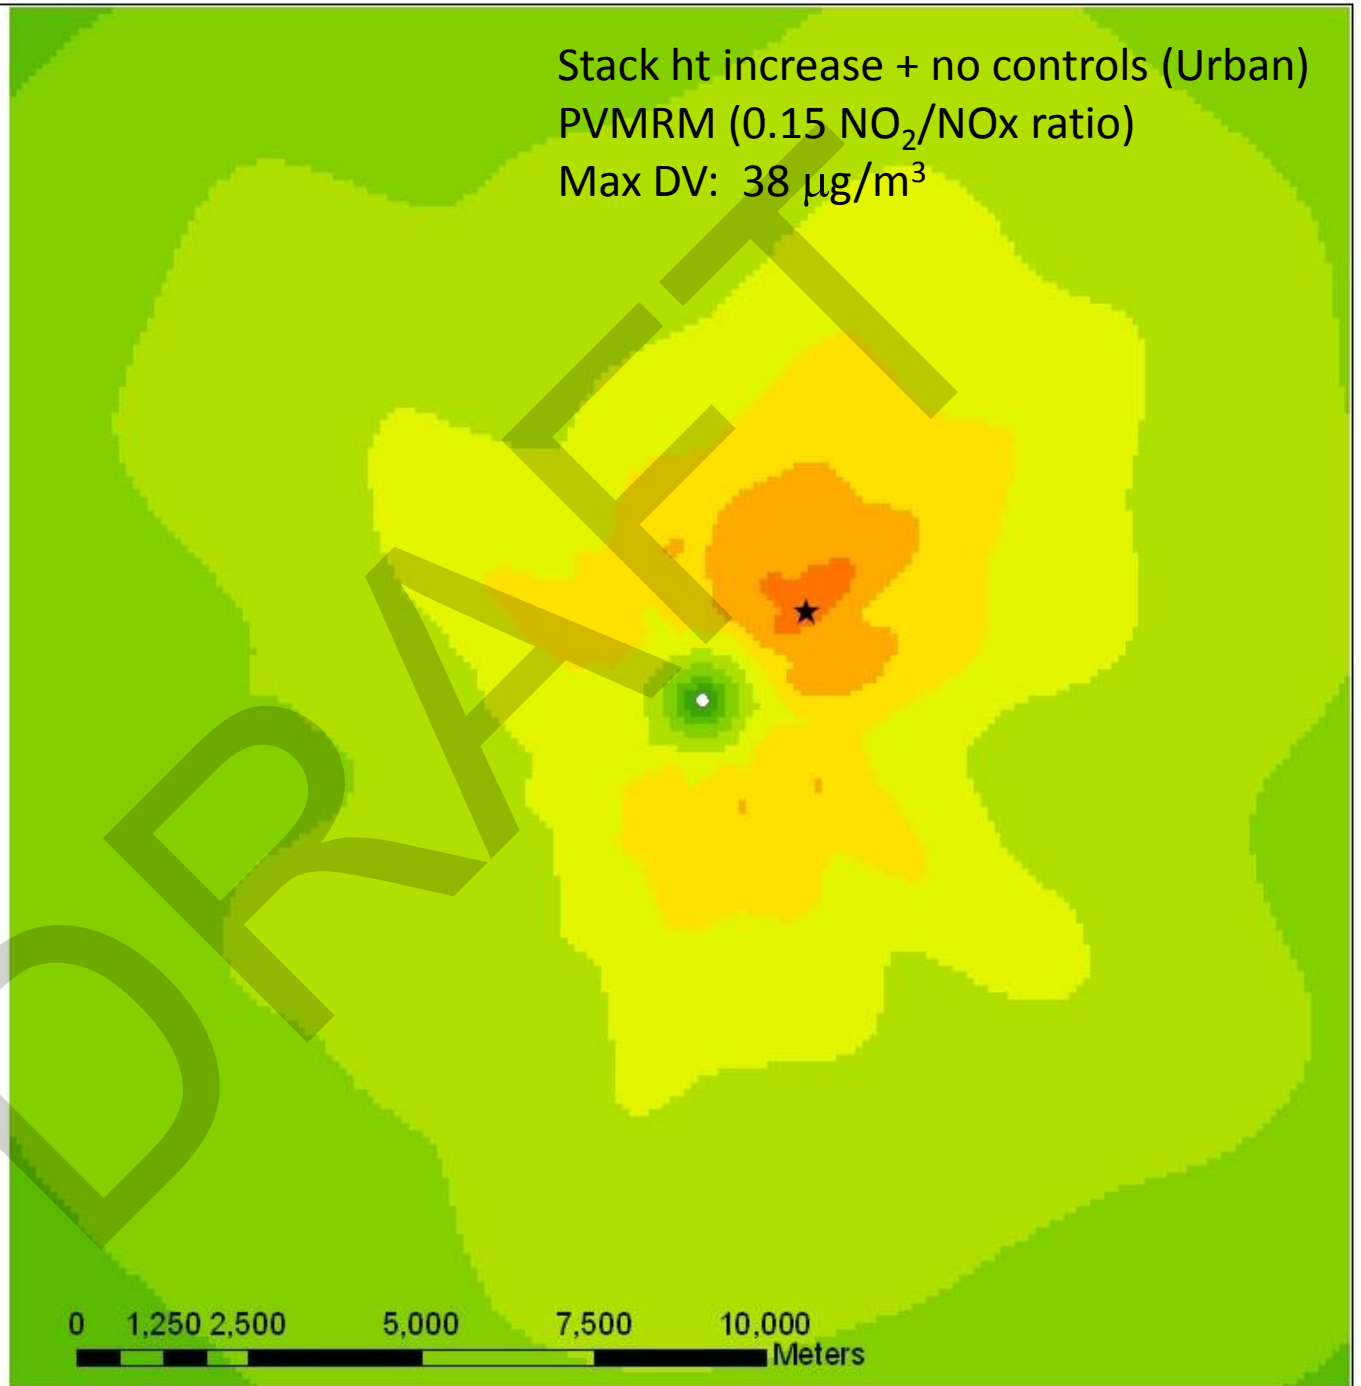 Stack ht increase + no controls (Urban)
PVMRM (0.15 NO₂/NOx ratio)
Max DV: 38 μg/m³
DRAFT
0 1,250 2,500 5,000 7,500 10,000
Meters